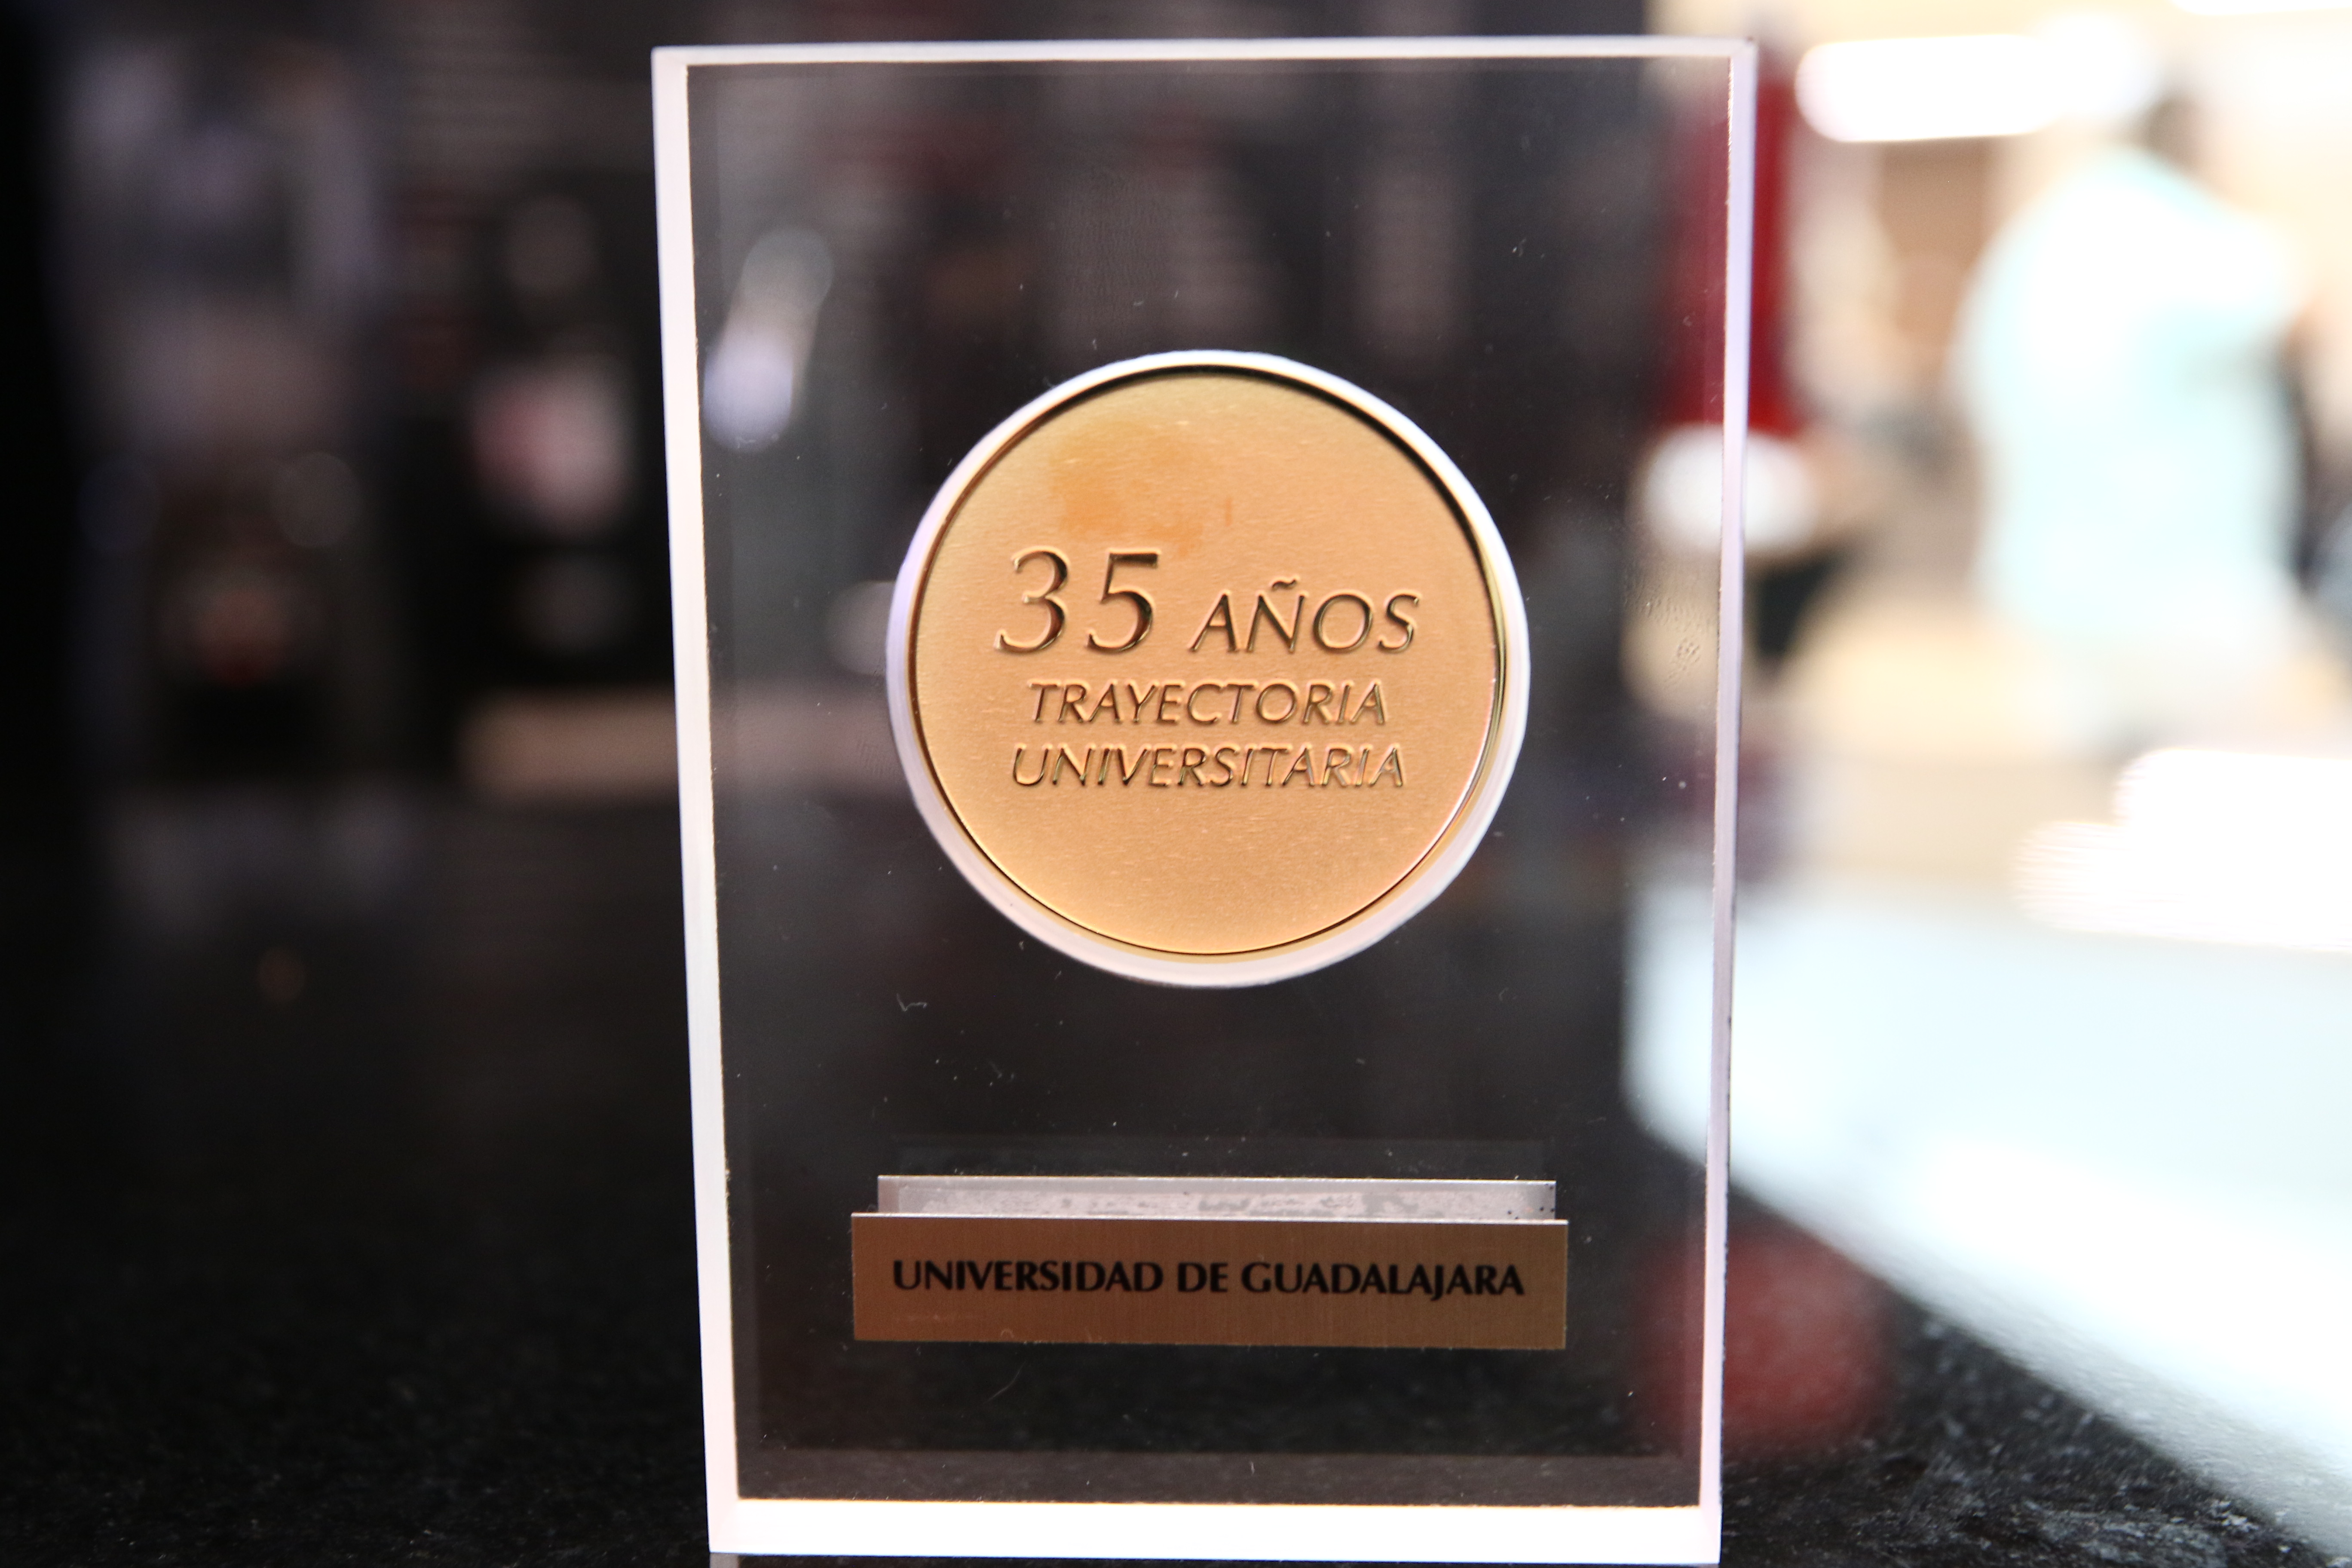 35 AÑOS
TRAYECTORIA
UNIVERSITARIA
UNIVERSIDAD DE GUADALAJARA